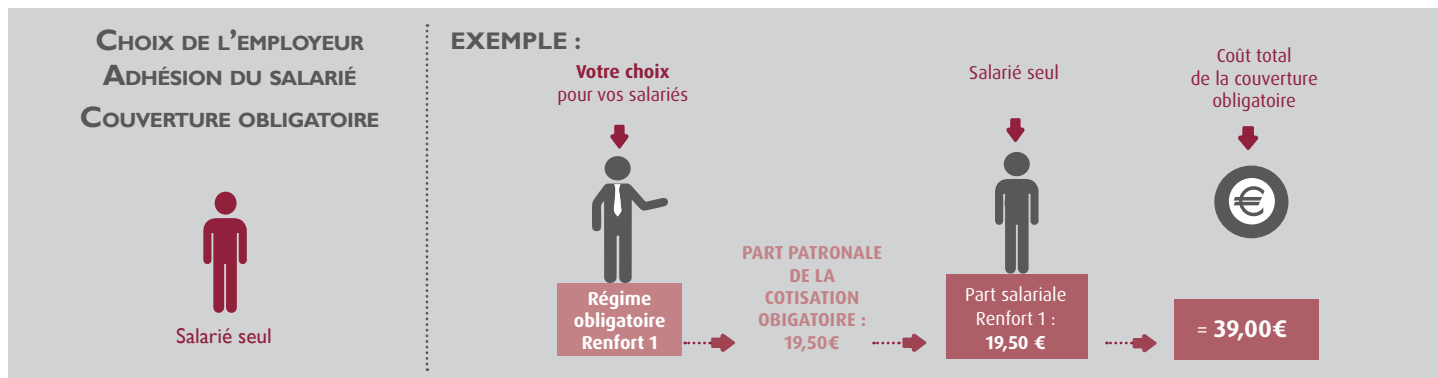 CHOIX DE L'EMPLOYEUR
ADHÉSION DU SALARIÉ
COUVERTURE OBLIGATOIRE
Salarié seul
EXEMPLE :
Votre choix
pour vos salariés
Régime
obligatoire
Renfort 1
PART PATRONALE
DE LA
COTISATION
OBIGATOIRE :
19,50€
Salarié seul
Part salariale
Renfort 1 :
19,50 €
Coût total
de la couverture
obligatoire
€
= 39,00€